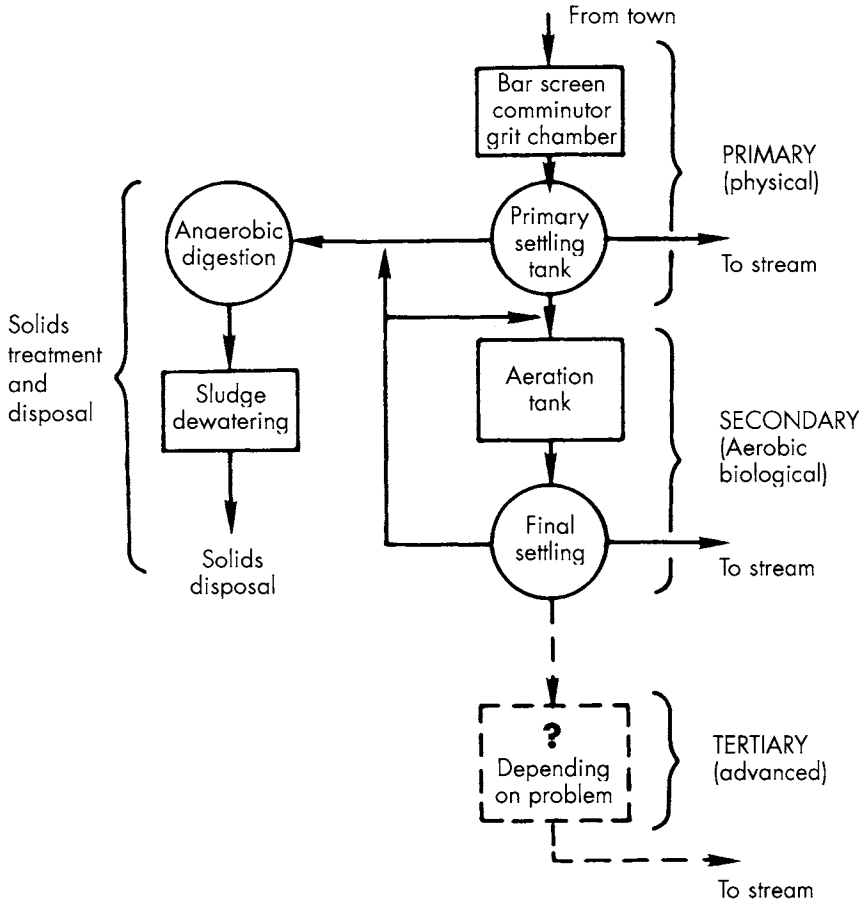 From town
Bar screen
comminutor
grit chamber
PRIMARY
(physical)
Primary
settling
tank
To stream
Anaerobic
digestion
Solids
treatment
and
disposal
Sludge
dewatering
Solids
disposal
Aeration
tank
SECONDARY
(Aerobic
biological)
Final
settling
To stream
?
Depending
on problem
TERTIARY
(advanced)
To stream